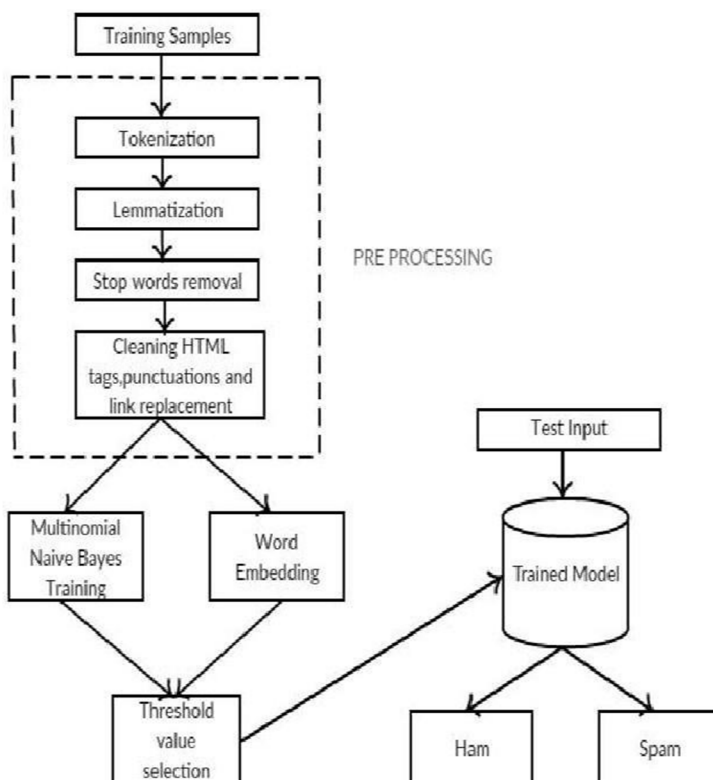 Training Samples
Tokenization
Lemmatization
Stop words removal
Cleaning HTML
tags,punctuations and
link replacement
PRE PROCESSING
Multinomial
Naive Bayes
Training
Word
Embedding
Threshold
value
selection
Test Input
Trained Model
Ham
Spam